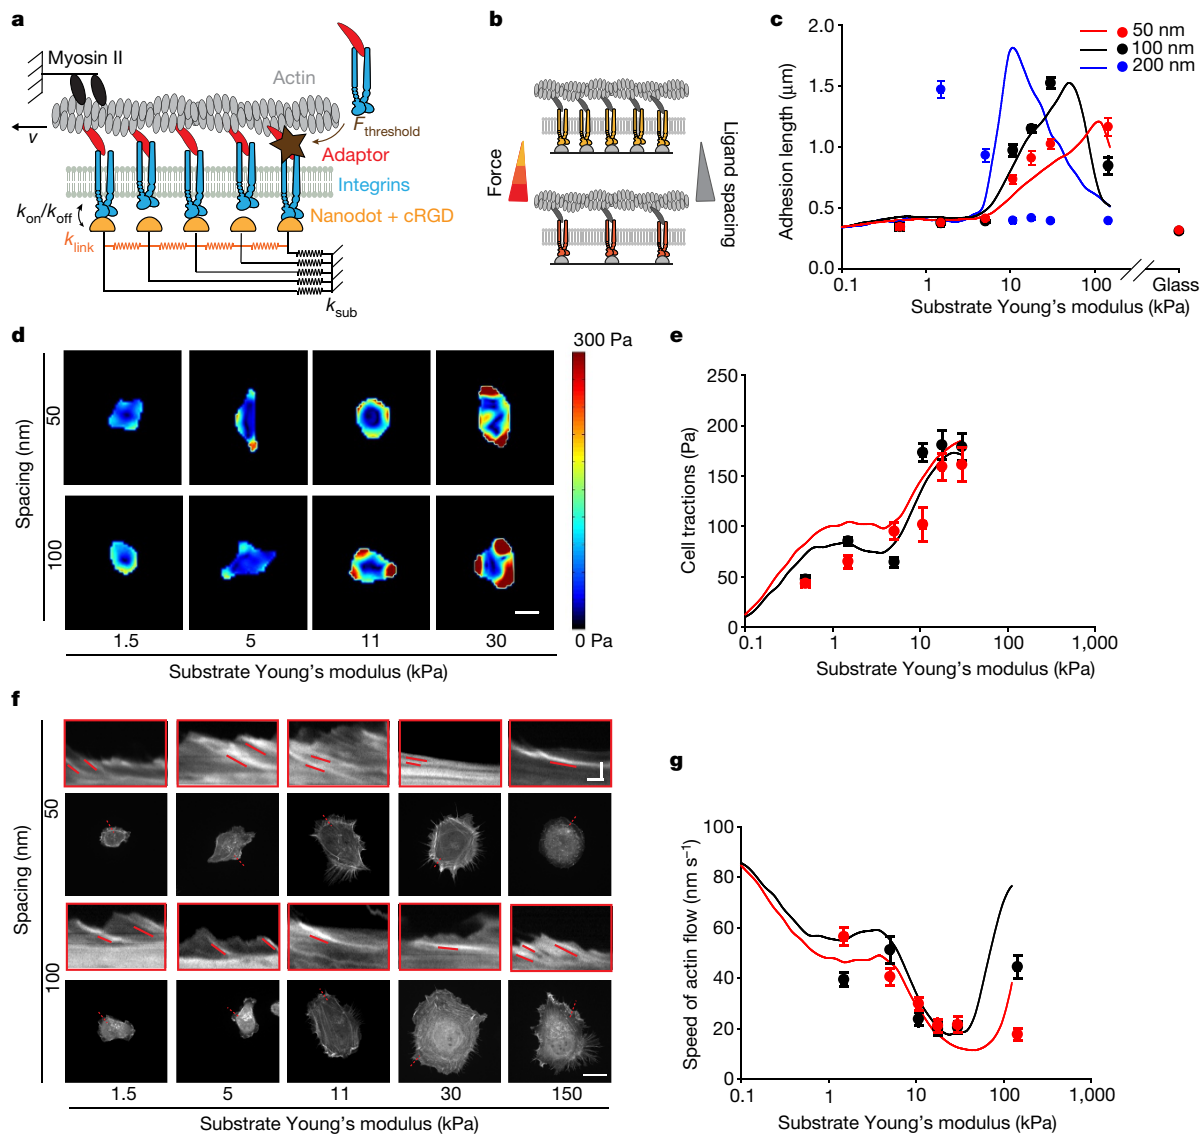 a
Myosin II
Actin
v
F threshold
Adaptor
Integrins
kon/koff
Nanodot + cRGD
klink
ksub
b
Force
Ligand spacing
c
Adhesion length (μm)
2.0
1.5
1.0
0.5
0.0
50 nm
100 nm
200 nm
0.1 1 10 100 Glass
Substrate Young's modulus (kPa)
d
Spacing (nm)
50
100
300 Pa
0 Pa
1.5 5 11 30
Substrate Young's modulus (kPa)
e
Cell tractions (Pa)
250
200
150
100
50
0
0.1 1 10 100 1,000
Substrate Young's modulus (kPa)
f
Spacing (nm)
50
100
1.5 5 11 30 150
Substrate Young's modulus (kPa)
g
Speed of actin flow (nm s⁻¹)
100
80
60
40
20
0
0.1 1 10 100 1,000
Substrate Young's modulus (kPa)